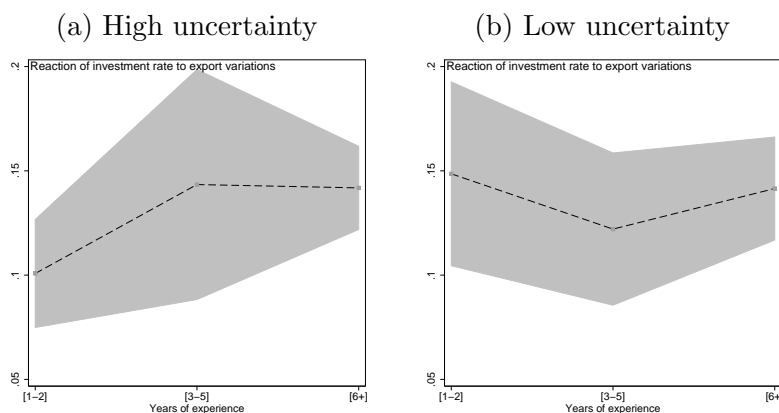 (a) High uncertainty
(b) Low uncertainty
Reaction of investment rate to export variations
.2
.15
.1
.05
[1−2]
[3−5]
[6+]
Years of experience
Reaction of investment rate to export variations
.2
.15
.1
.05
[1−2]
[3−5]
[6+]
Years of experience